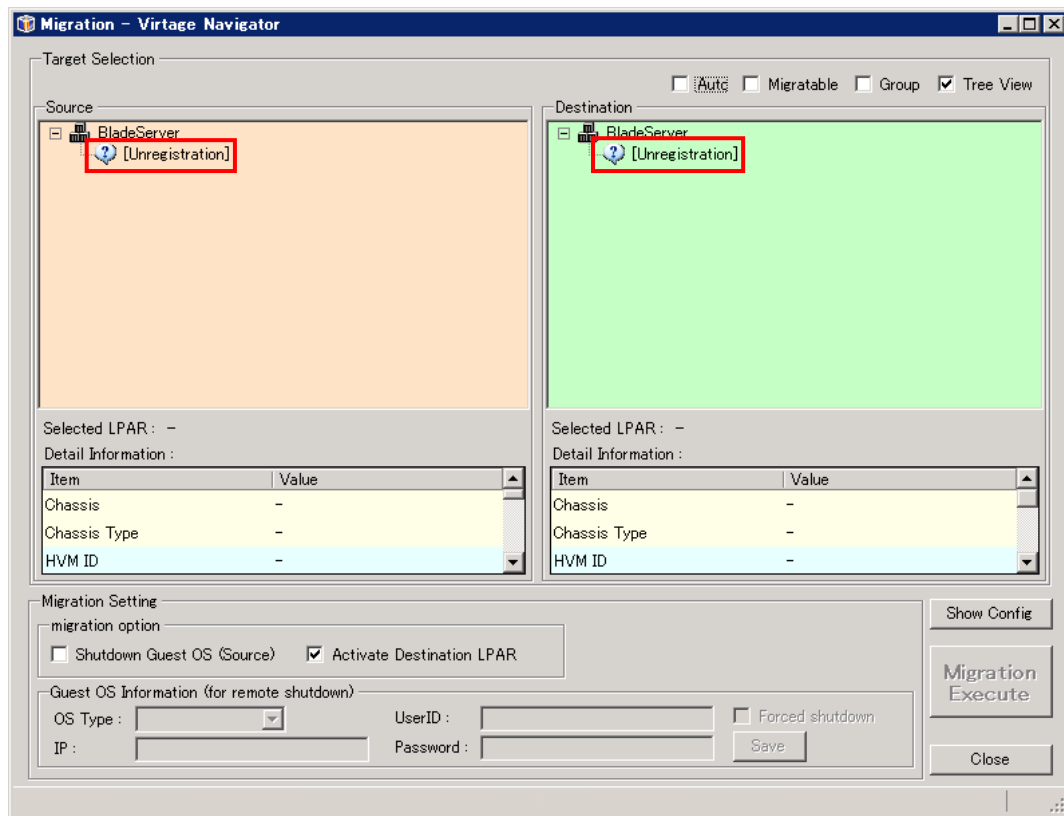 Migration - Virtage Navigator
Target Selection
Auto Migratable Group Tree View
Source
BladeServer
[Unregistration]
Selected LPAR : -
Detail Information :
Item Value
Chassis -
Chassis Type -
HVM ID -
Destination
BladeServer
[Unregistration]
Selected LPAR : -
Detail Information :
Item Value
Chassis -
Chassis Type -
HVM ID -
Migration Setting
migration option
Shutdown Guest OS (Source) Activate Destination LPAR
Guest OS Information (for remote shutdown)
OS Type : UserID : Forced shutdown
IP : Password : Save
Show Config
Migration
Execute
Close